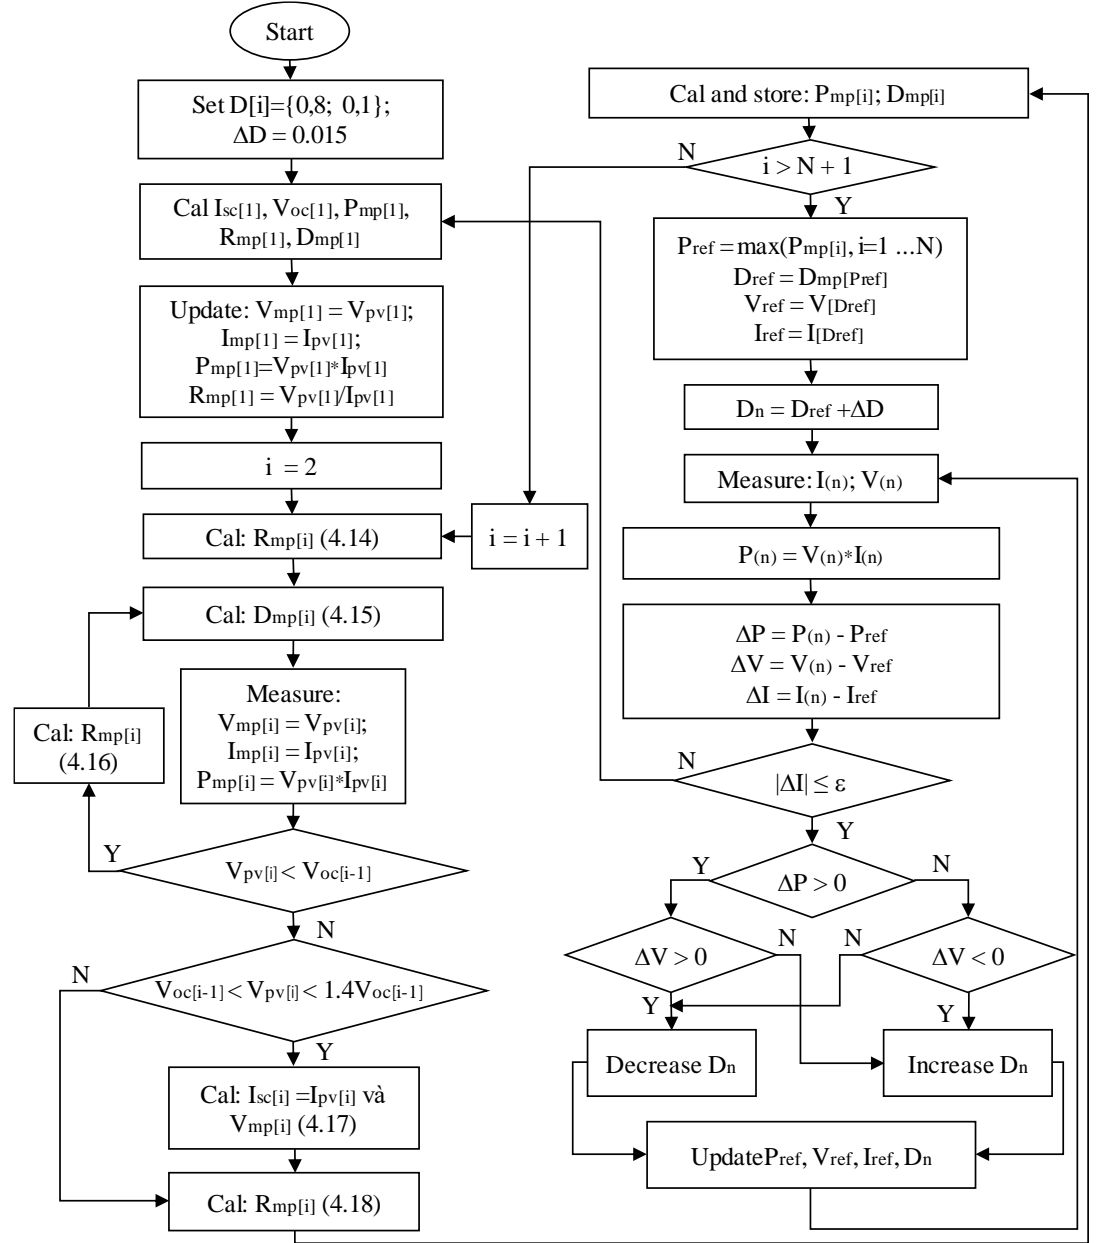 Start
Set D[i]={0,8; 0,1};
ΔD = 0.015
Cal Isc[1], Voc[1], Pmp[1],
Rmp[1], Dmp[1]
Update: Vmp[1] = Vpv[1];
Imp[1] = Ipv[1];
Pmp[1]=Vpv[1]*Ipv[1]
Rmp[1] = Vpv[1]/Ipv[1]
i = 2
Cal: Rmp[i] (4.14)
i = i + 1
Cal: Dmp[i] (4.15)
Measure:
Vmp[i] = Vpv[i];
Imp[i] = Ipv[i];
Pmp[i] = Vpv[i]*Ipv[i]
Cal: Rmp[i]
(4.16)
Y
Vpv[i] < Voc[i-1]
N
N
Voc[i-1] < Vpv[i] < 1.4Voc[i-1]
Y
Cal: Isc[i] =Ipv[i] và
Vmp[i] (4.17)
Cal: Rmp[i] (4.18)
Cal and store: Pmp[i]; Dmp[i]
N
i > N + 1
Y
Pref = max(Pmp[i], i=1 ...N)
Dref = Dmp[Pref]
Vref = V[Dref]
Iref = I[Dref]
Dn = Dref +ΔD
Measure: I(n); V(n)
P(n) = V(n)*I(n)
ΔP = P(n) - Pref
ΔV = V(n) - Vref
ΔI = I(n) - Iref
N
|ΔI| ≤ ε
Y
Y
ΔP > 0
N
ΔV > 0
N
N
ΔV < 0
Y
Y
Decrease Dn
Increase Dn
UpdatePref, Vref, Iref, Dn